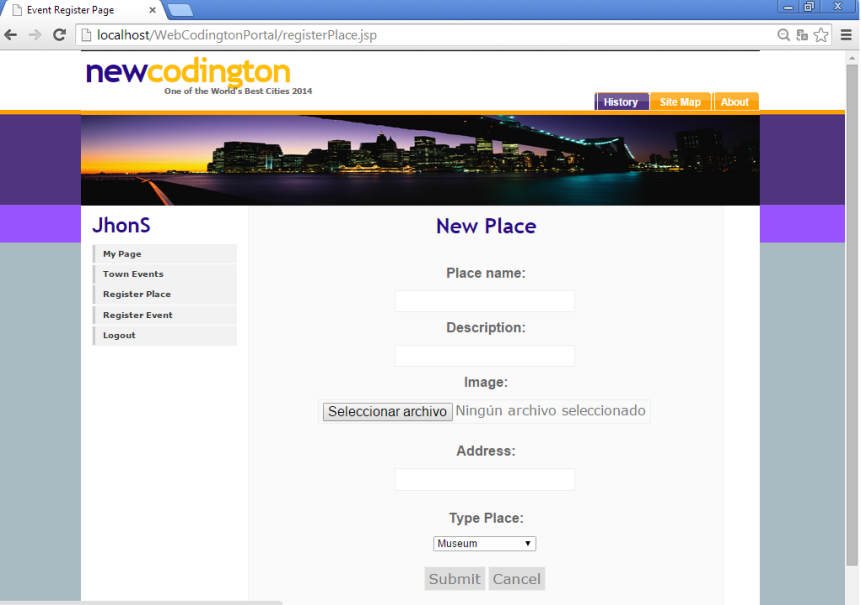 Event Register Page
localhost/WebCodingtonPortal/registerPlace.jsp
newcodington
One of the World's Best Cities 2014
History Site Map About
JhonS
My Page
Town Events
Register Place
Register Event
Logout
New Place
Place name:
Description:
Image:
Seleccionar archivo Ningún archivo seleccionado
Address:
Type Place:
Museum
Submit Cancel